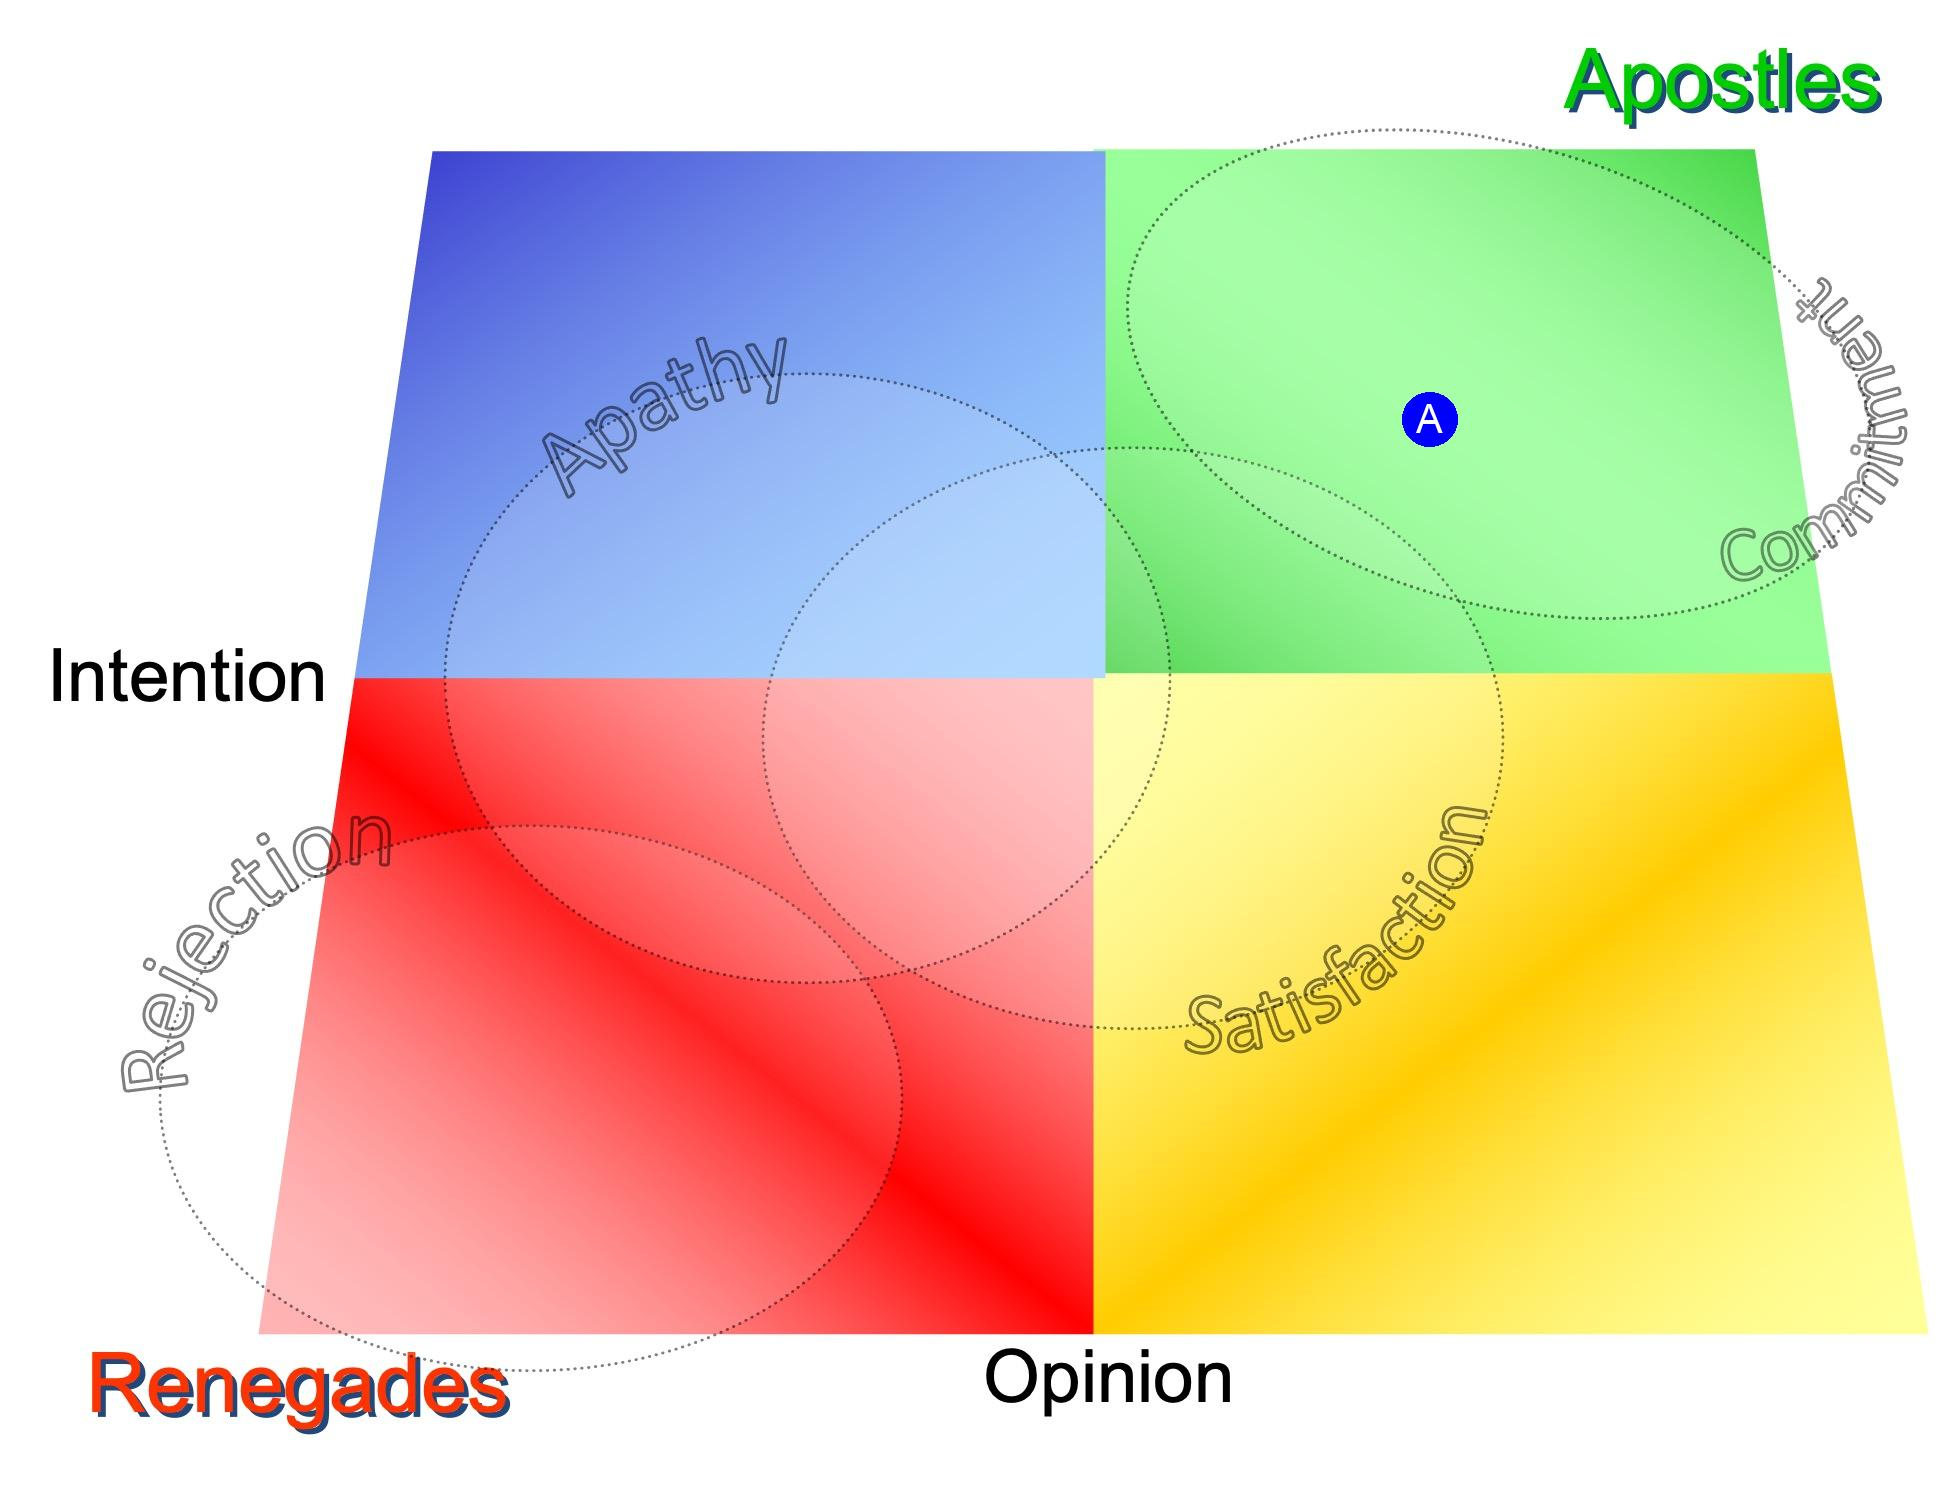 Apostles
Apathy
Commitment
A
Intention
Rejection
Satisfaction
Renegades
Opinion